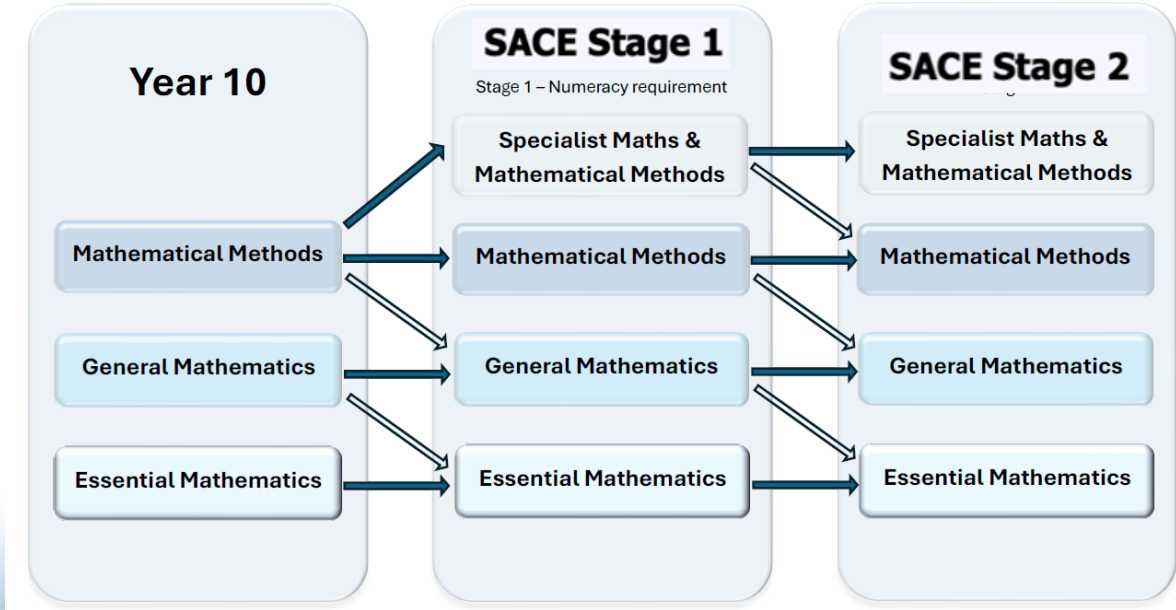 Year 10
Mathematical Methods
General Mathematics
Essential Mathematics
SACE Stage 1
Stage 1 – Numeracy requirement
Specialist Maths &
Mathematical Methods
Mathematical Methods
General Mathematics
Essential Mathematics
SACE Stage 2
Specialist Maths &
Mathematical Methods
Mathematical Methods
General Mathematics
Essential Mathematics